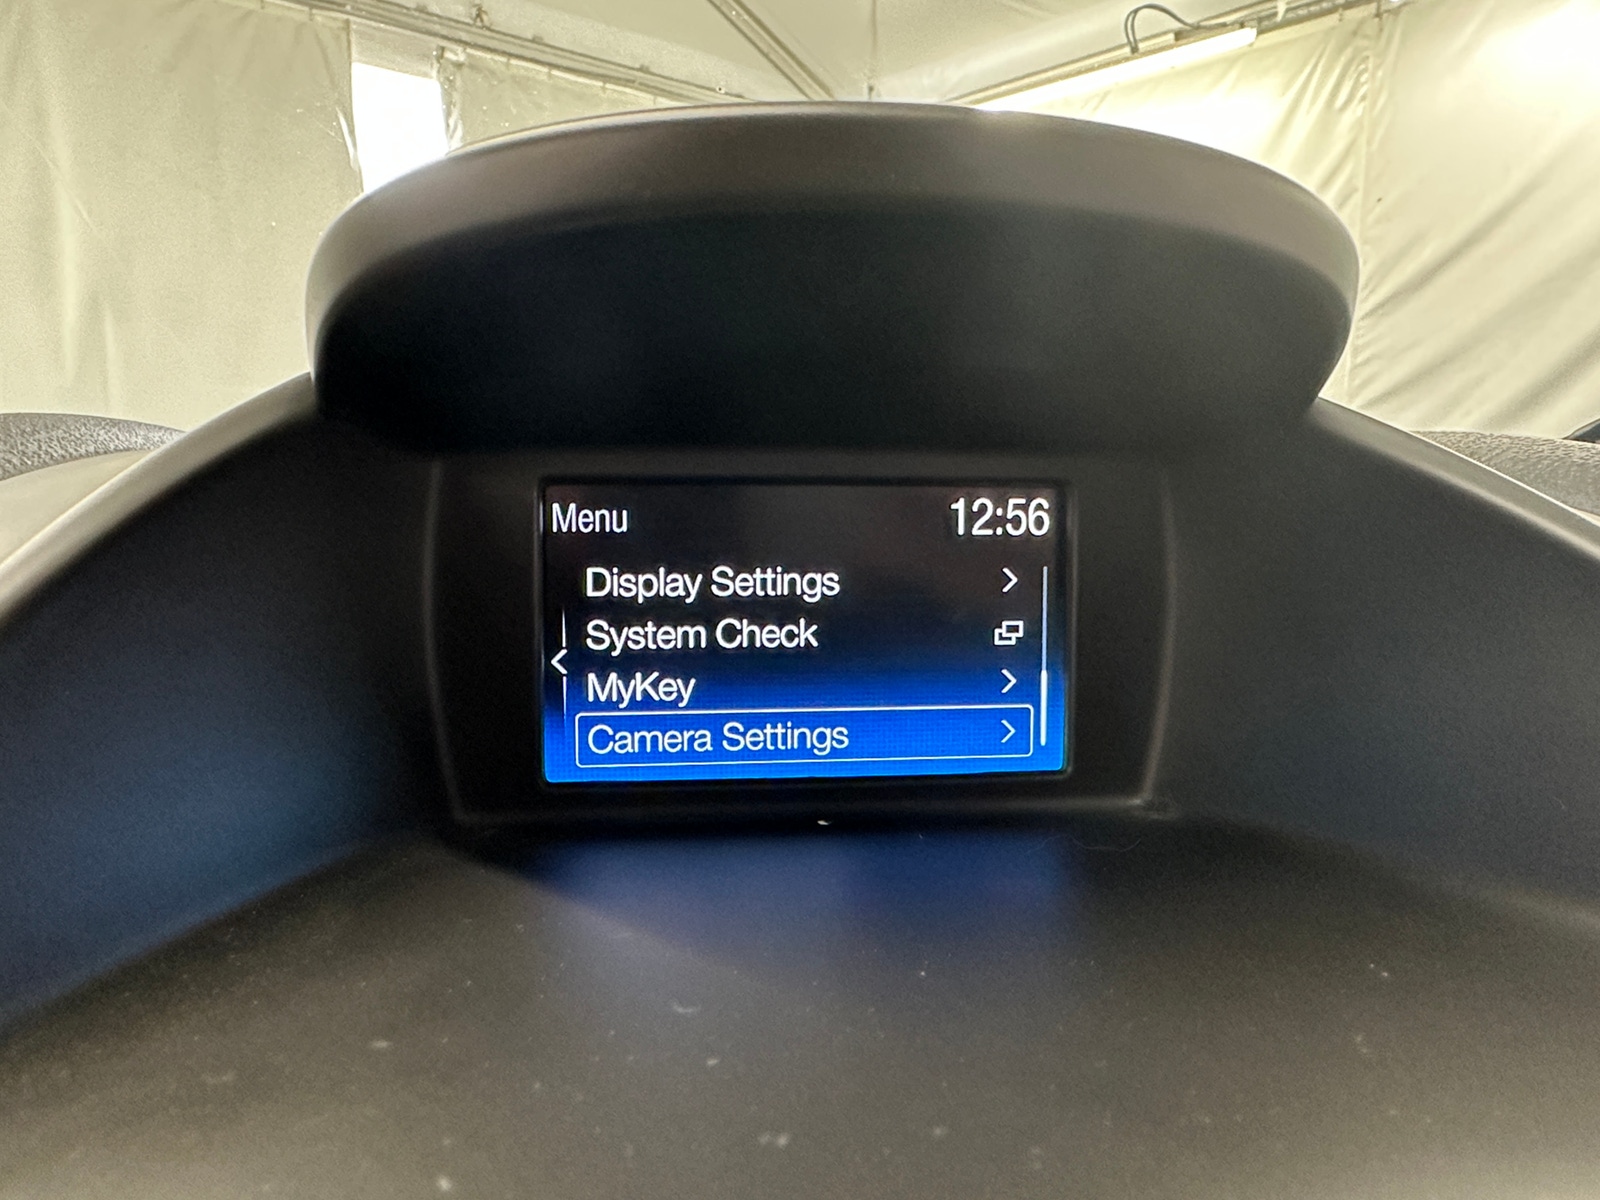 Menu 12:56
Display Settings
System Check
MyKey
Camera Settings